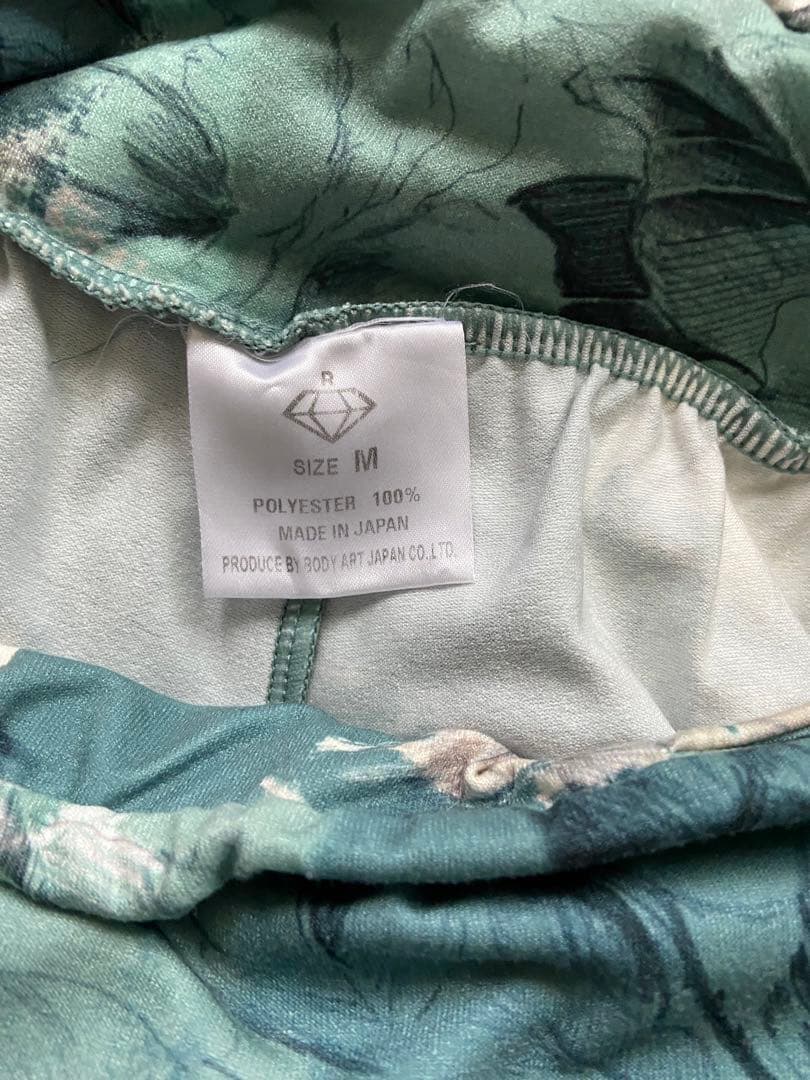 R
SIZE M
POLYESTER 100%
MADE IN JAPAN
PRODUCE BY BODY ART JAPAN CO.,LTD.